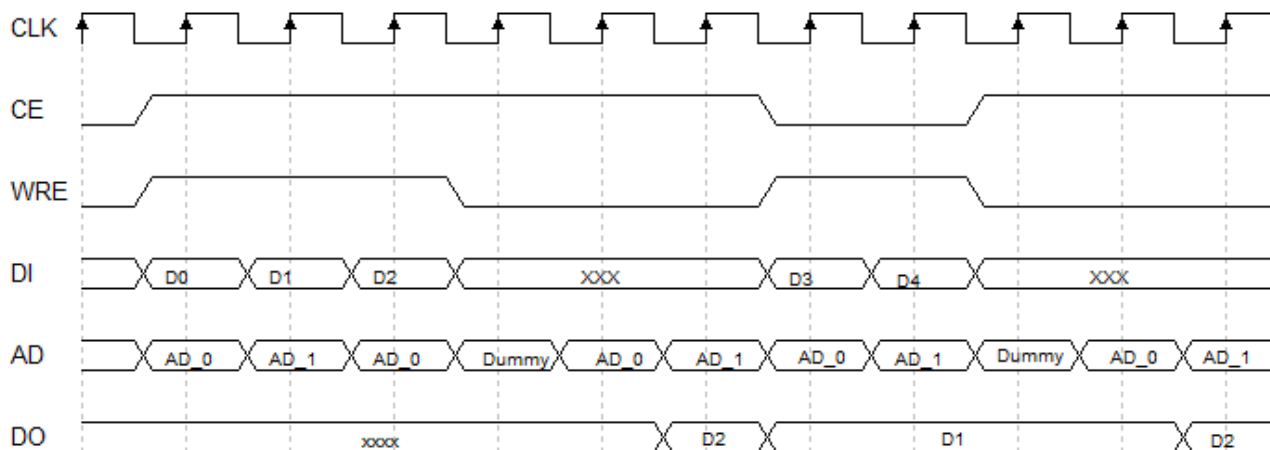 CLK
CE
WRE
DI D0 D1 D2 XXX D3 D4 XXX
AD AD_0 AD_1 AD_0 Dummy AD_0 AD_1 AD_0 AD_1 Dummy AD_0 AD_1
DO xxxx D2 D1 D2